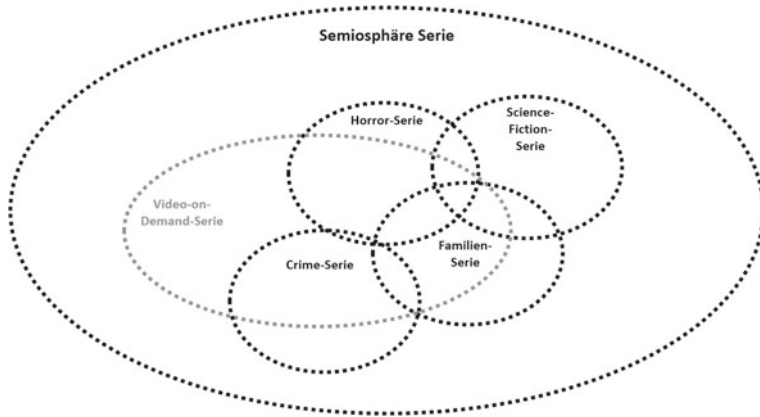 Semiosphäre Serie
Horror-Serie
Science-
Fiction-
Serie
Video-on-
Demand-Serie
Crime-Serie
Familien-
Serie